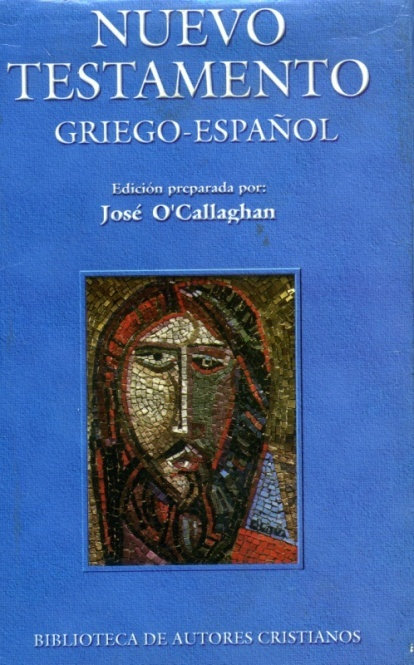 NUEVO
TESTAMENTO
GRIEGO-ESPAÑOL
Edición preparada por:
José O'Callaghan
BIBLIOTECA DE AUTORES CRISTIANOS